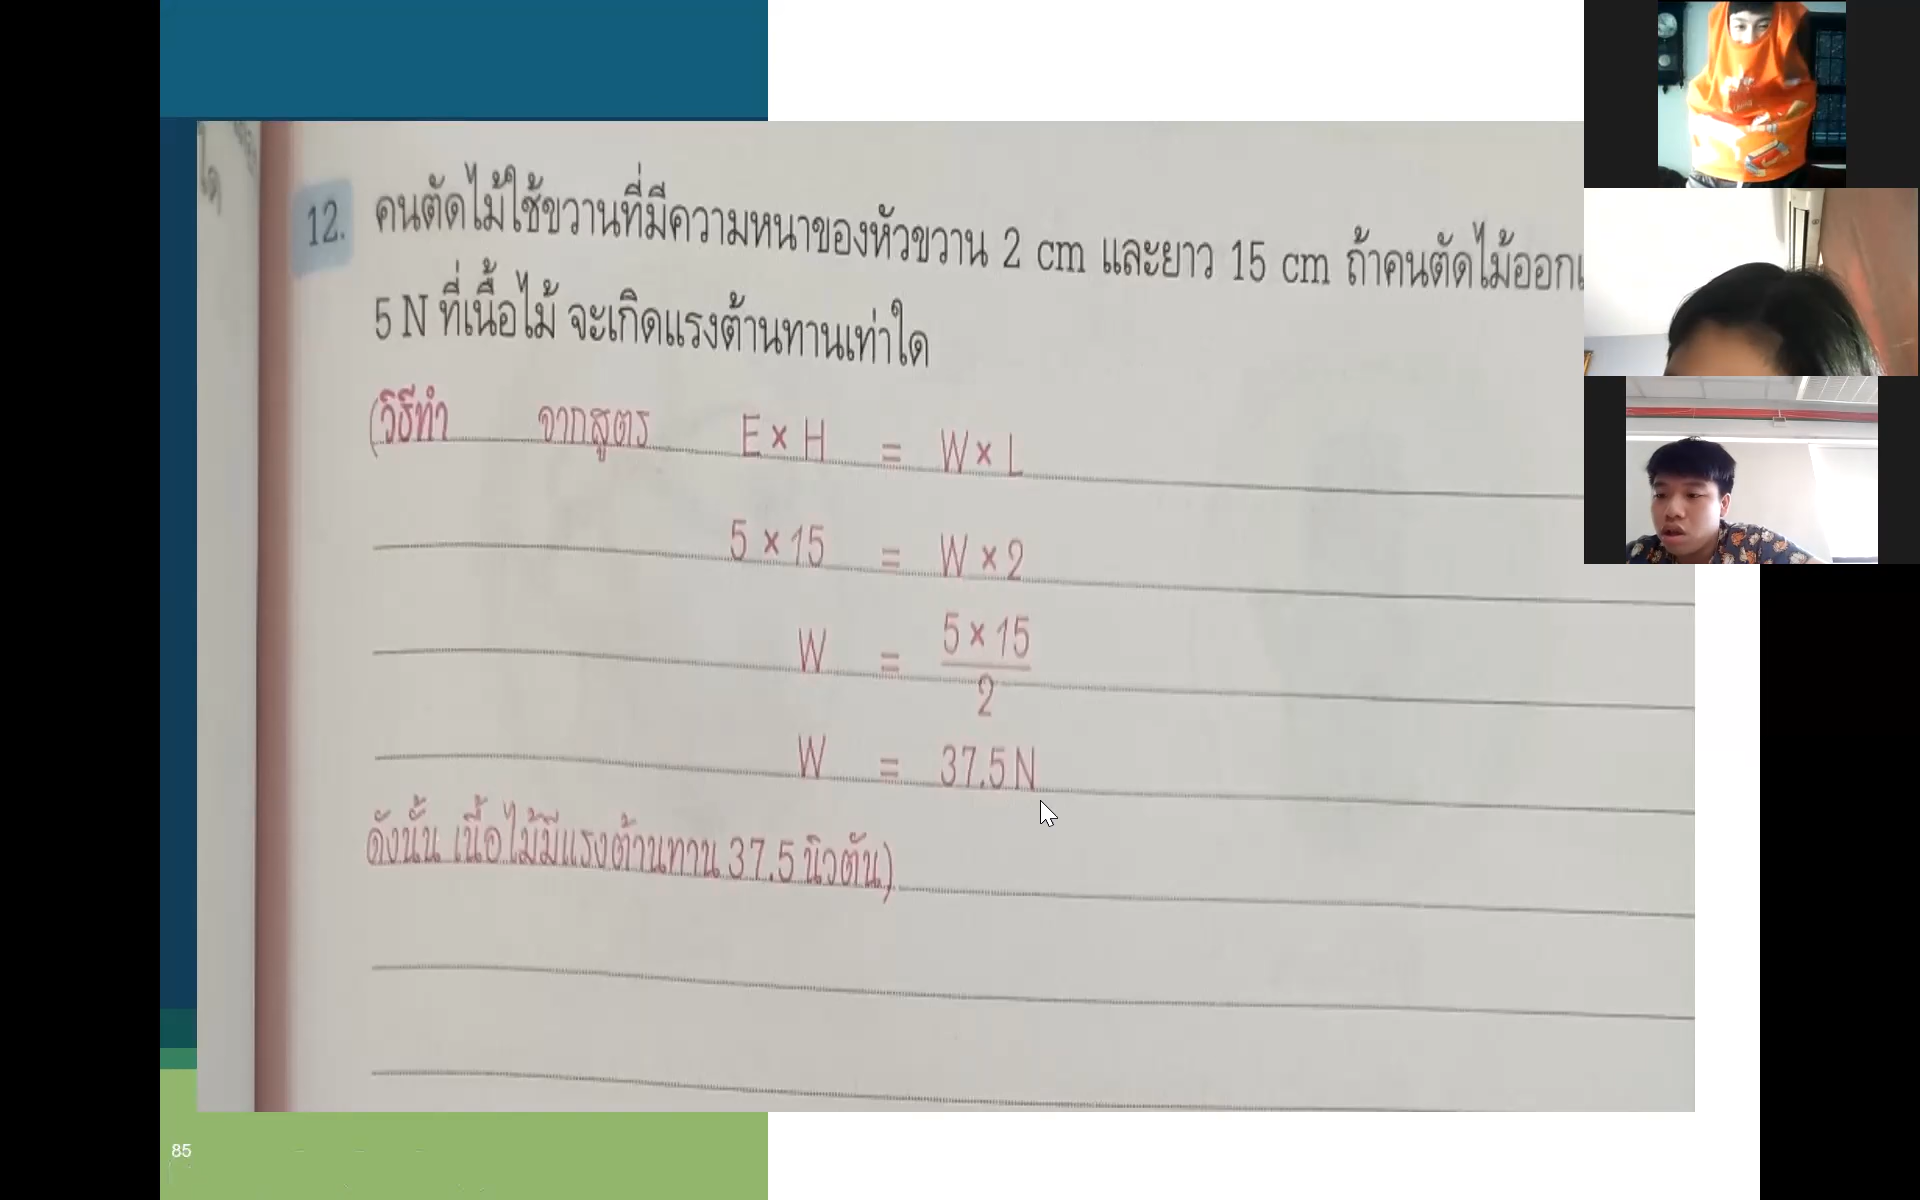 12. คนตัดไม้ใช้ขวานที่มีความหนาของหัวขวาน 2 cm และยาว 15 cm ถ้าคนตัดไม้ออก
5 N ที่เนื้อไม้ จะเกิดแรงต้านทานเท่าใด
(วิธีทำ จากสูตร E × H = W × L
5 × 15 = W × 2
W = 5 × 15
2
W = 37.5 N
ดังนั้น เนื้อไม้มีแรงต้านทาน 37.5 นิวตัน)
85